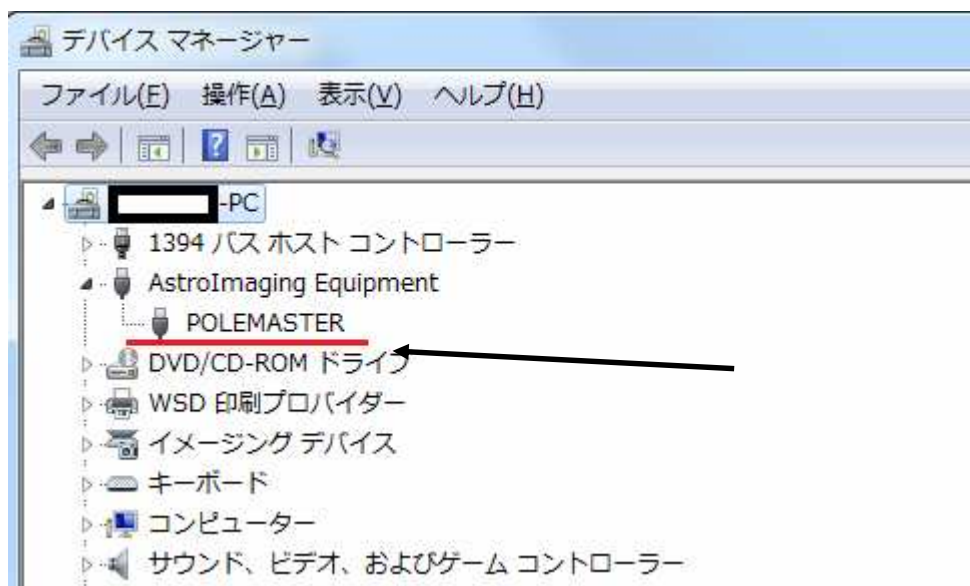 デバイス マネージャー
ファイル(F) 操作(A) 表示(V) ヘルプ(H)
-PC
1394 バス ホスト コントローラー
AstroImaging Equipment
POLEMASTER
DVD/CD-ROM ドライブ
WSD 印刷プロバイダー
イメージング デバイス
キーボード
コンピューター
サウンド、ビデオ、およびゲーム コントローラー